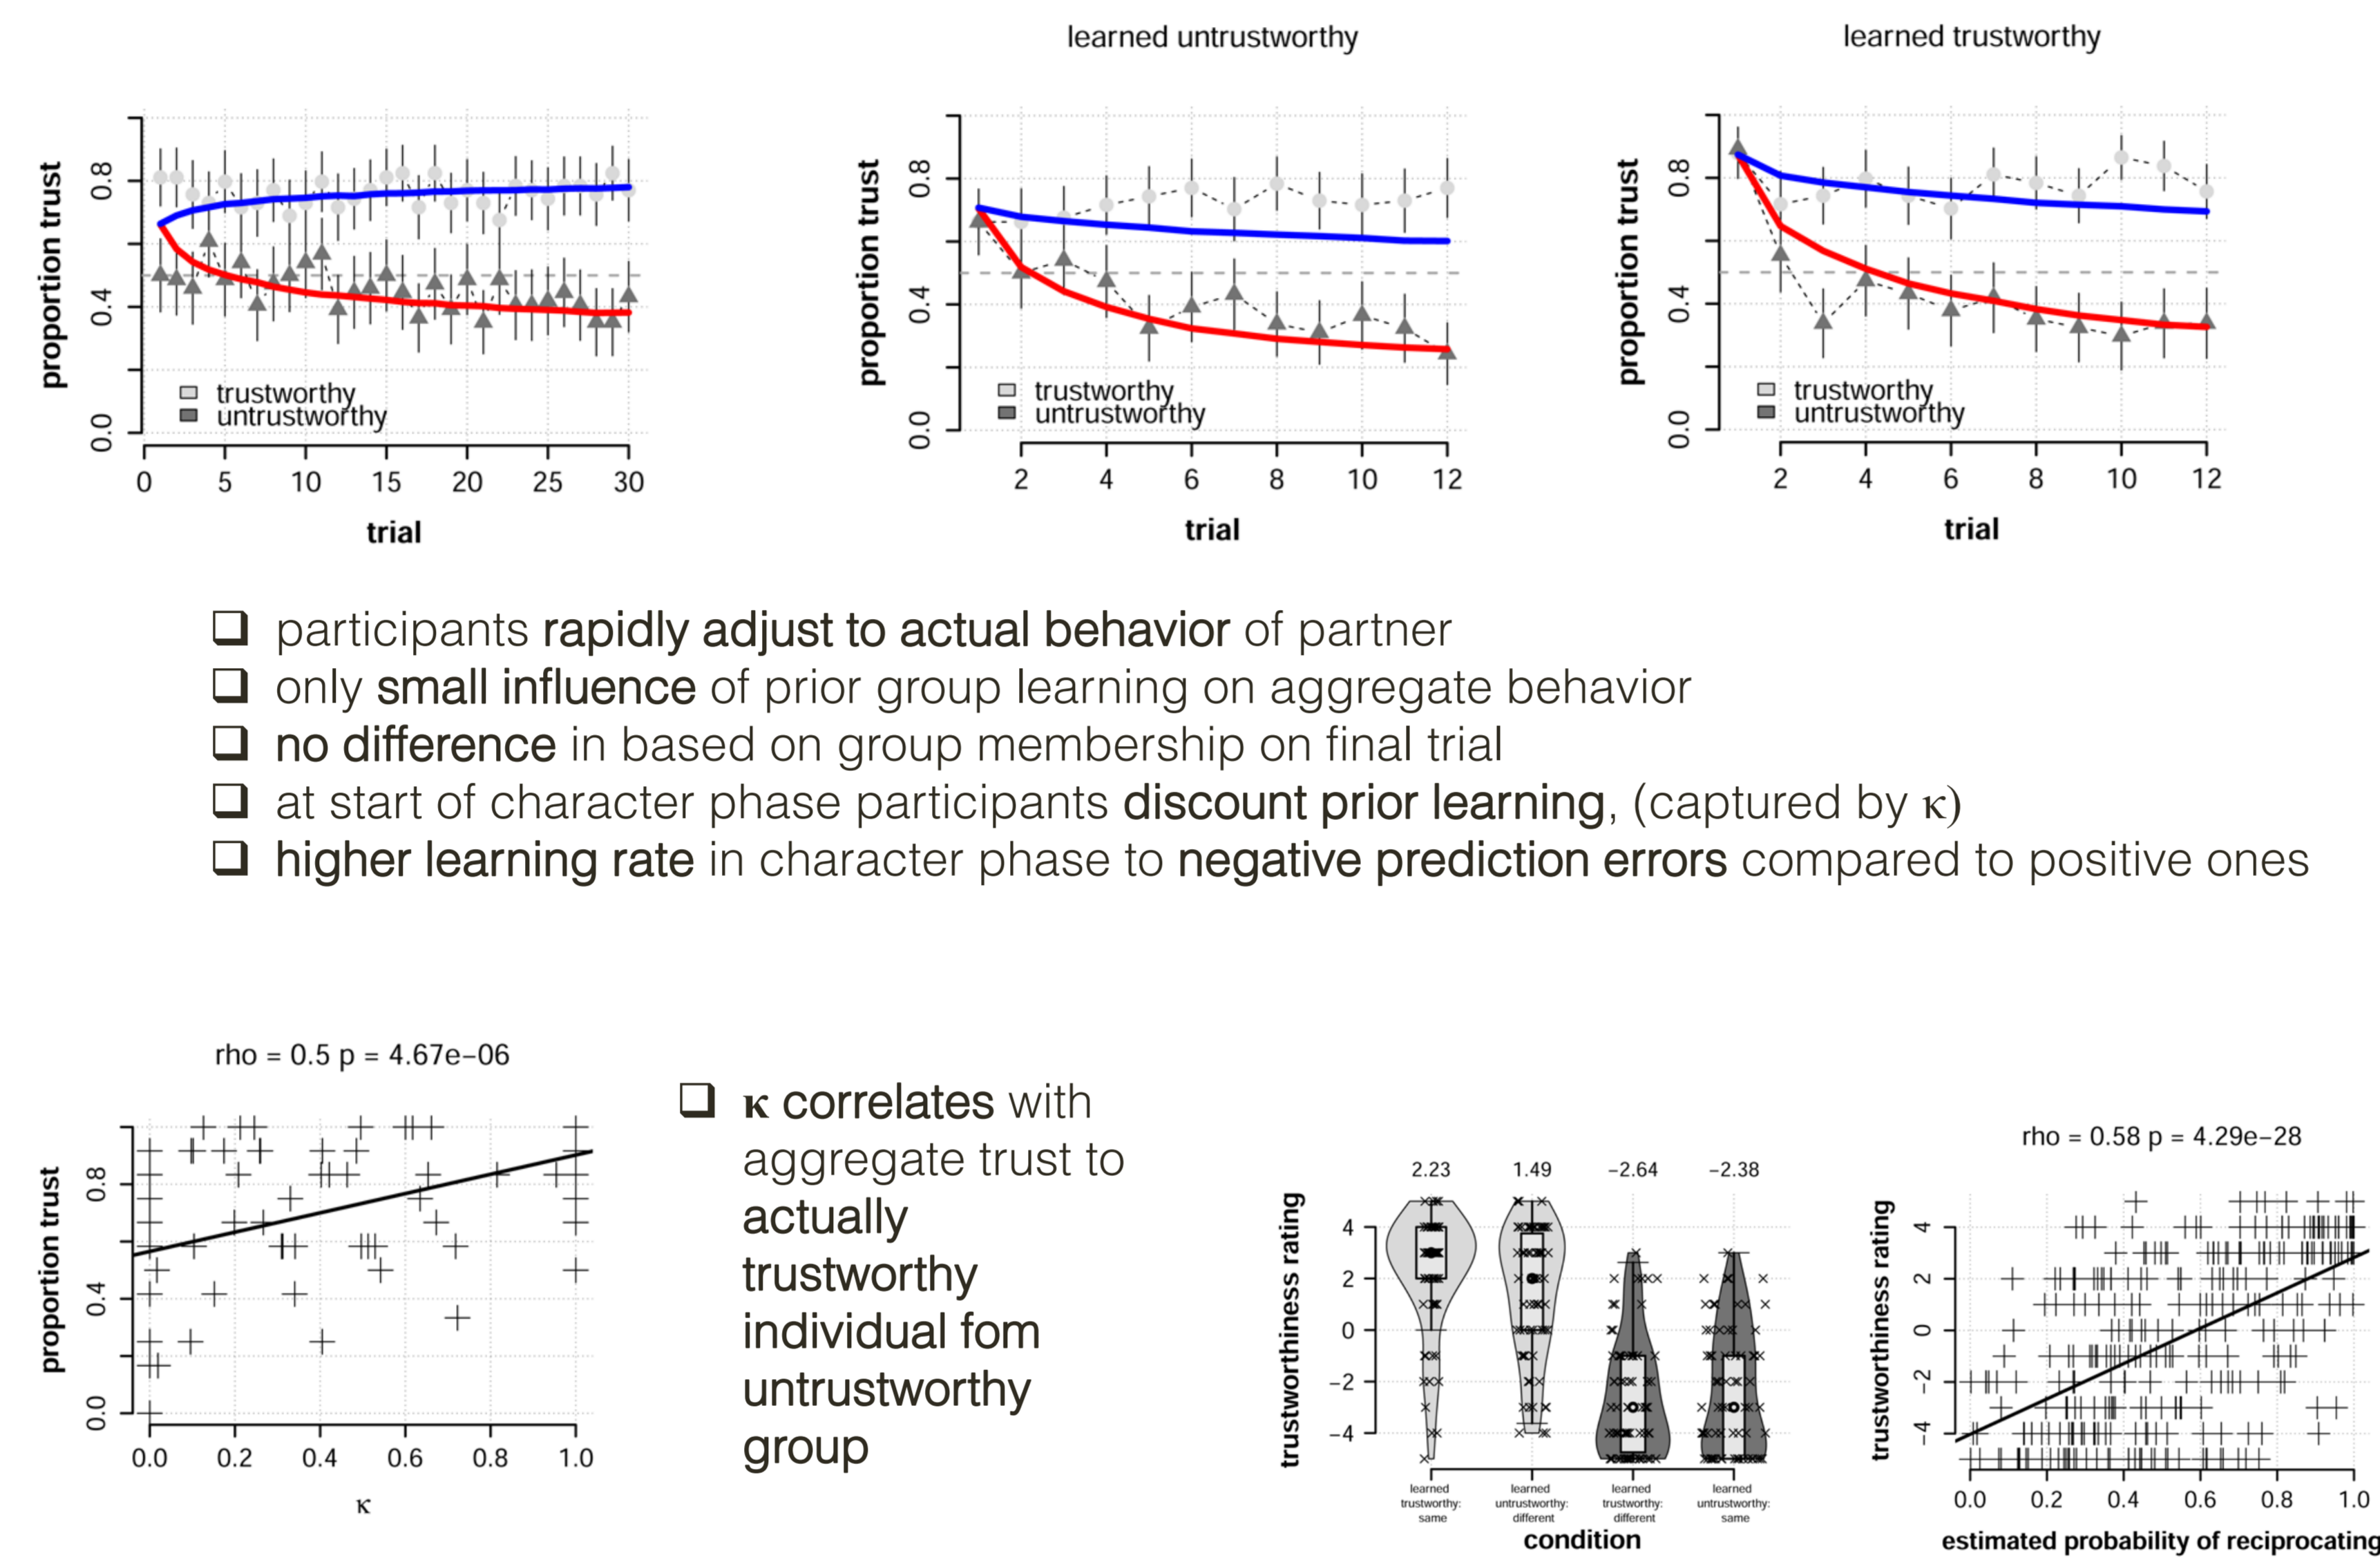 learned untrustworthy
learned trustworthy
proportion trust
0.8
0.4
0.0
trustworthy
untrustworthy
0 5 10 15 20 25 30
trial
proportion trust
0.8
0.4
0.0
trustworthy
untrustworthy
2 4 6 8 10 12
trial
proportion trust
0.8
0.4
0.0
trustworthy
untrustworthy
2 4 6 8 10 12
trial
participants rapidly adjust to actual behavior of partner
only small influence of prior group learning on aggregate behavior
no difference in based on group membership on final trial
at start of character phase participants discount prior learning, (captured by κ)
higher learning rate in character phase to negative prediction errors compared to positive ones
rho = 0.5 p = 4.67e−06
proportion trust
0.8
0.4
0.0
0.0 0.2 0.4 0.6 0.8 1.0
κ
κ correlates with
aggregate trust to
actually
trustworthy
individual fom
untrustworthy
group
2.23 1.49 −2.64 −2.38
trustworthiness rating
4
2
0
−2
−4
learned trustworthy: same
learned untrustworthy: different
learned trustworthy: different
learned untrustworthy: same
condition
rho = 0.58 p = 4.29e−28
trustworthiness rating
4
2
0
−2
−4
0.0 0.2 0.4 0.6 0.8 1.0
estimated probability of reciprocating